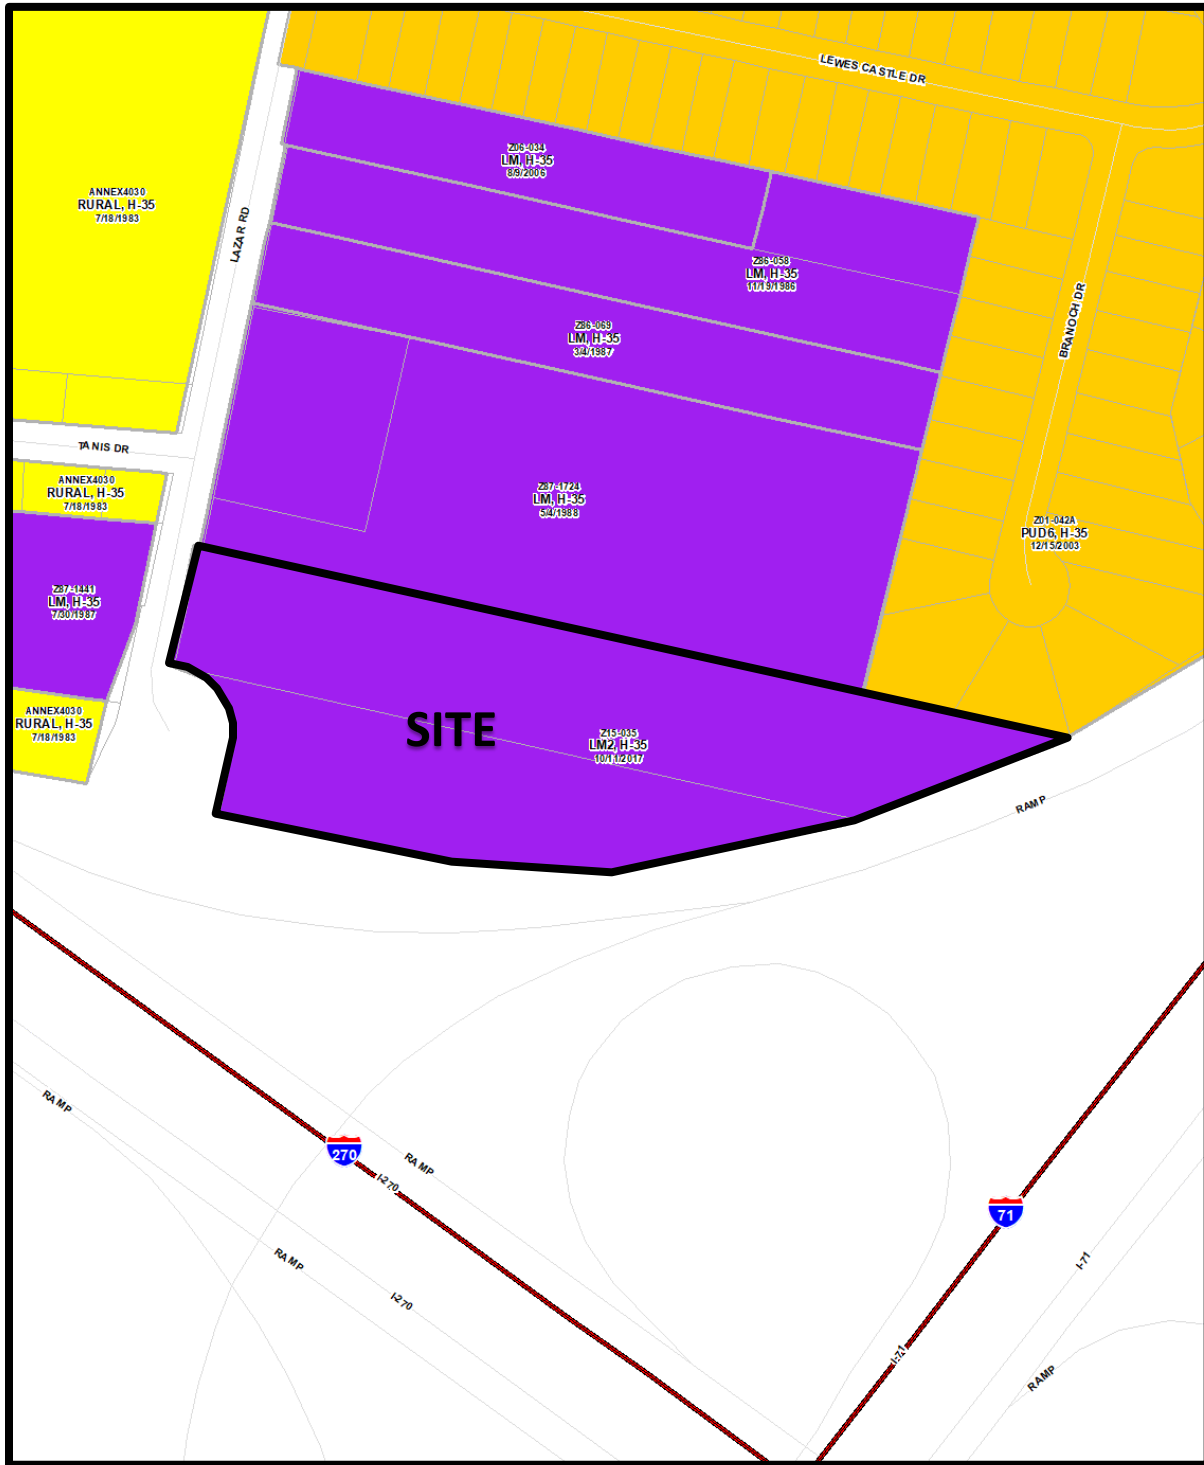 LEWES CASTLE DR
Z06-034
LM, H-35
8/9/2006
ANNEX4030
RURAL, H-35
7/18/1983
LAZAR RD
Z86-058
LM, H-35
11/19/1986
BRANOCH DR
Z86-069
LM, H-35
3/4/1987
TANIS DR
ANNEX4030
RURAL, H-35
7/18/1983
Z87-1724
LM, H-35
5/4/1988
Z01-042A
PUD6, H-35
12/15/2003
Z87-1441
LM, H-35
7/30/1987
ANNEX4030
RURAL, H-35
7/18/1983
SITE
Z15-035
LM2, H-35
10/11/2017
RAMP
RAMP
270
RAMP
I-270
71
RAMP
I-71
I-270
I-71
RAMP